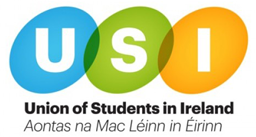 USI
Union of Students in Ireland
Aontas na Mac Léinn in Éirinn